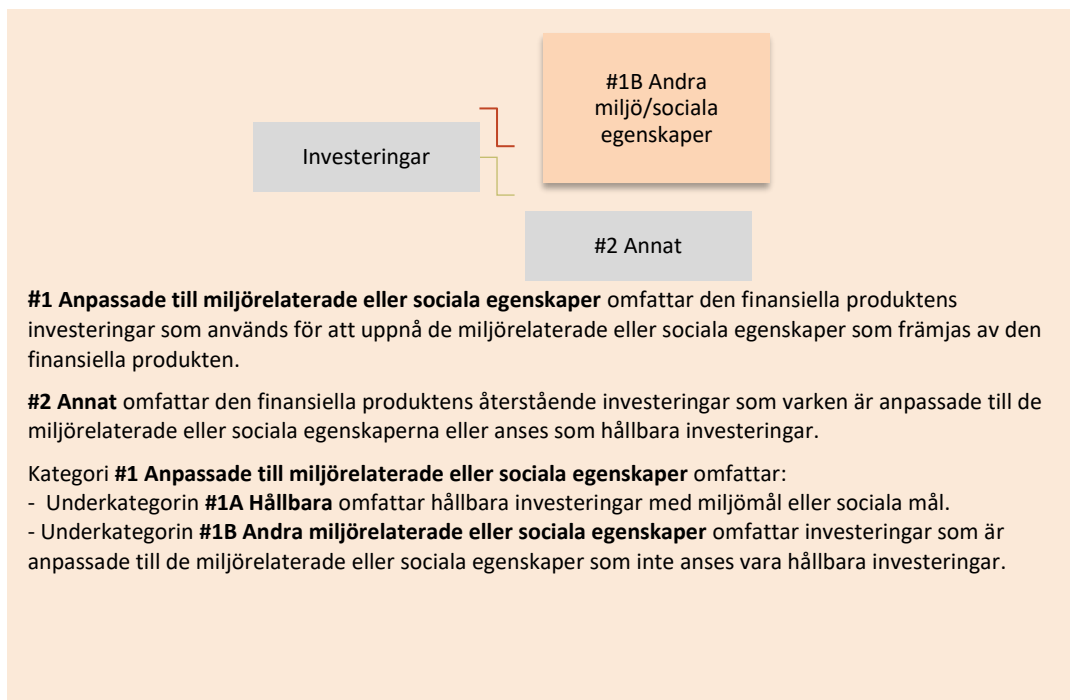 #1B Andra
miljö/sociala
egenskaper
Investeringar
#2 Annat
#1 Anpassade till miljörelaterade eller sociala egenskaper omfattar den finansiella produktens
investeringar som används för att uppnå de miljörelaterade eller sociala egenskaper som främjas av den
finansiella produkten.
#2 Annat omfattar den finansiella produktens återstående investeringar som varken är anpassade till de
miljörelaterade eller sociala egenskaperna eller anses som hållbara investeringar.
Kategori #1 Anpassade till miljörelaterade eller sociala egenskaper omfattar:
- Underkategorin #1A Hållbara omfattar hållbara investeringar med miljömål eller sociala mål.
- Underkategorin #1B Andra miljörelaterade eller sociala egenskaper omfattar investeringar som är
anpassade till de miljörelaterade eller sociala egenskaper som inte anses vara hållbara investeringar.